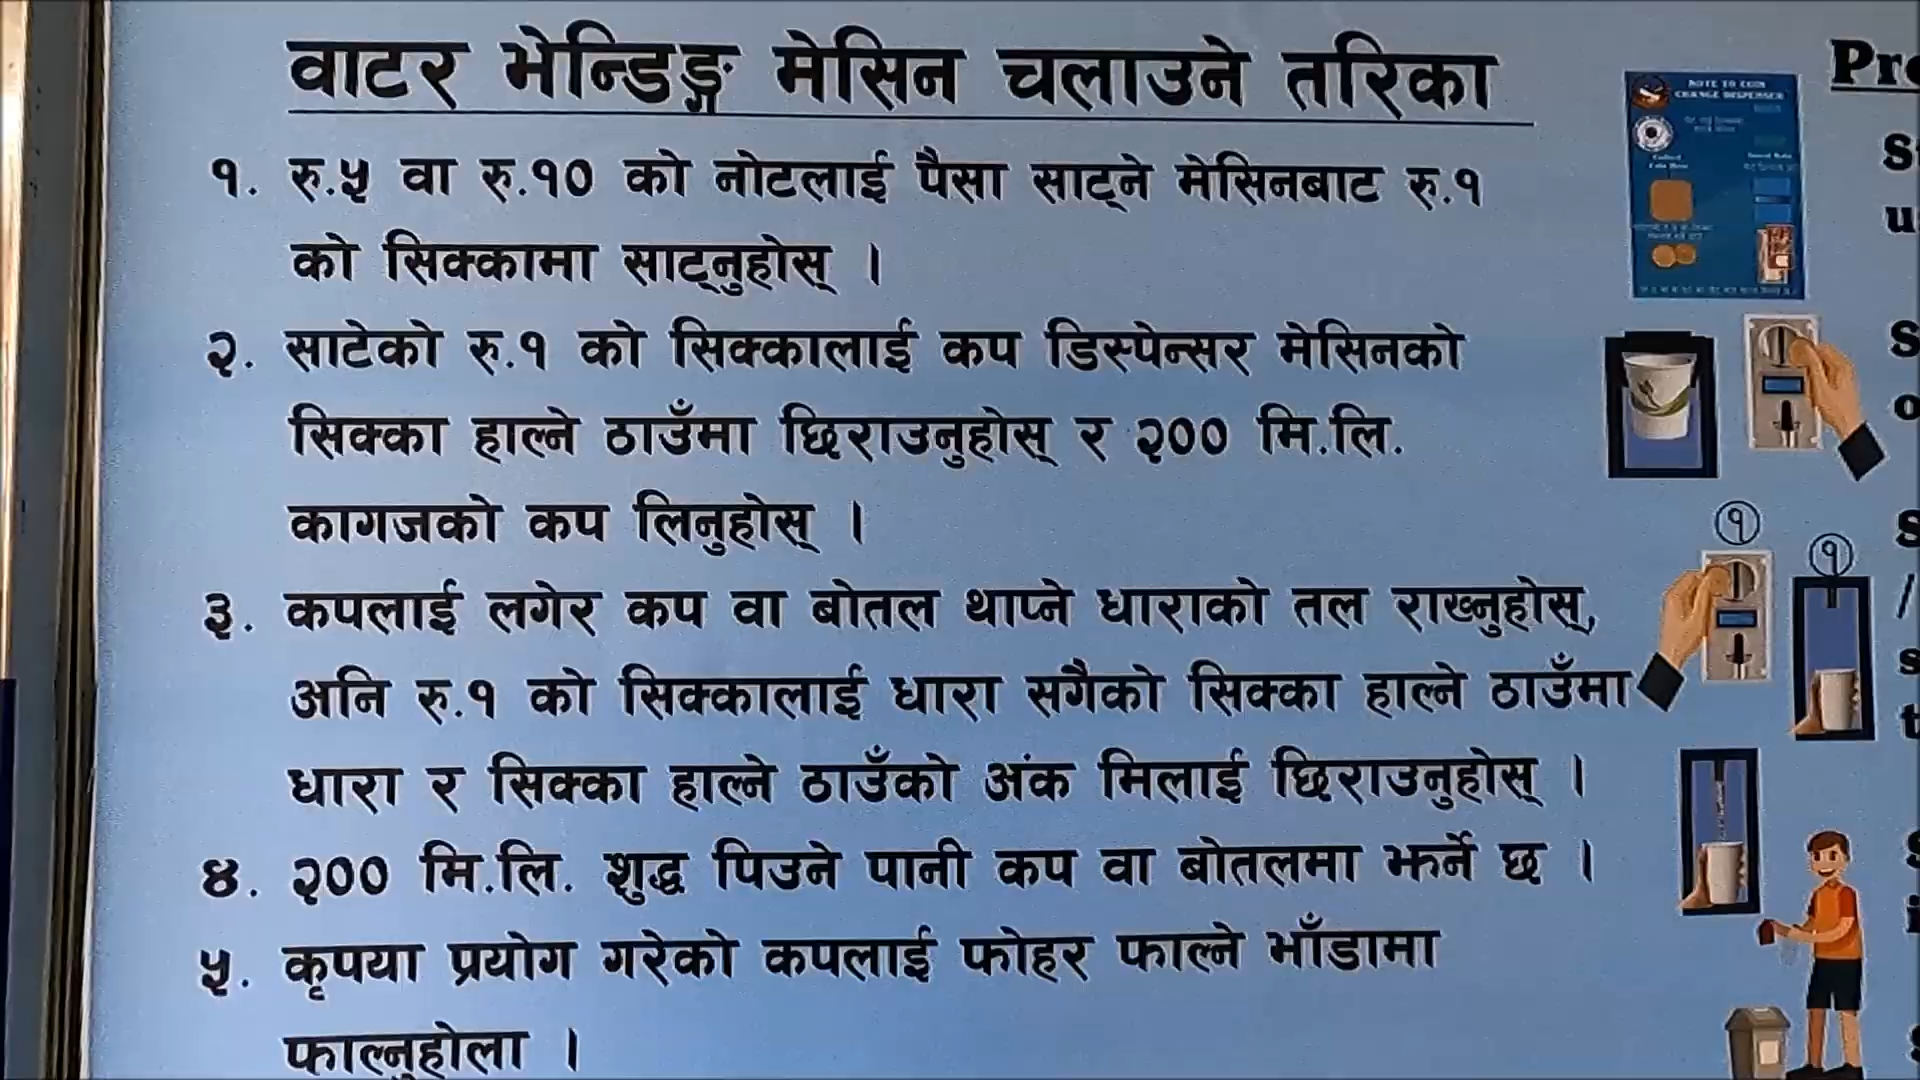 वाटर भेन्डिङ्ग मेसिन चलाउने तरिका
१. रु.५ वा रु.१० को नोटलाई पैसा साट्ने मेसिनबाट रु.१
को सिक्कामा साट्नुहोस् ।
२. साटेको रु.१ को सिक्कालाई कप डिस्पेन्सर मेसिनको
सिक्का हाल्ने ठाउँमा छिराउनुहोस् र २०० मि.लि.
कागजको कप लिनुहोस् ।
३. कपलाई लगेर कप वा बोतल थाप्ने धाराको तल राख्नुहोस्,
अनि रु.१ को सिक्कालाई धारा सगैको सिक्का हाल्ने ठाउँमा
धारा र सिक्का हाल्ने ठाउँको अंक मिलाई छिराउनुहोस् ।
४. २०० मि.लि. शुद्ध पिउने पानी कप वा बोतलमा झर्ने छ ।
५. कृपया प्रयोग गरेको कपलाई फोहर फाल्ने भाँडामा
फाल्नुहोला ।
NOTE TO COIN
CHANGE DISPENSER
१
१